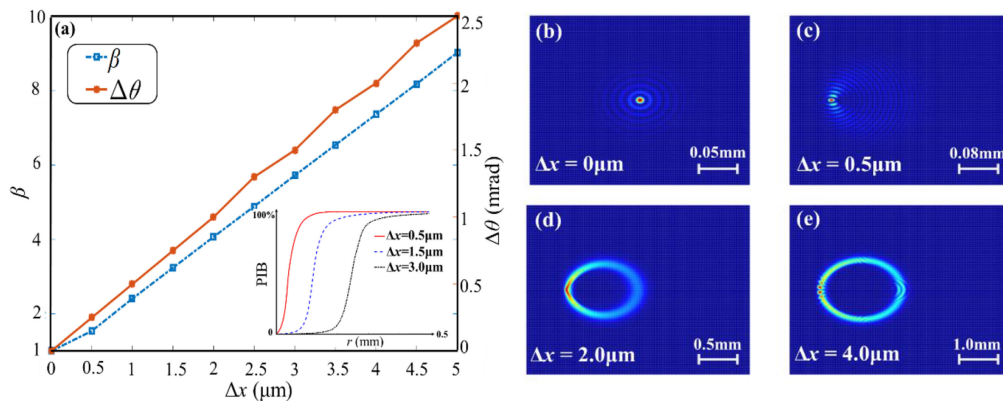 (a)
β
Δθ
10
8
6
4
2
1
β
2.5
2
1.5
1
0.5
0
Δθ (mrad)
0 0.5 1 1.5 2 2.5 3 3.5 4 4.5 5
Δx (μm)
100%
PIB
0
Δx=0.5μm
Δx=1.5μm
Δx=3.0μm
r (mm)
0.5
(b)
Δx = 0μm
0.05mm
(c)
Δx = 0.5μm
0.08mm
(d)
Δx = 2.0μm
0.5mm
(e)
Δx = 4.0μm
1.0mm